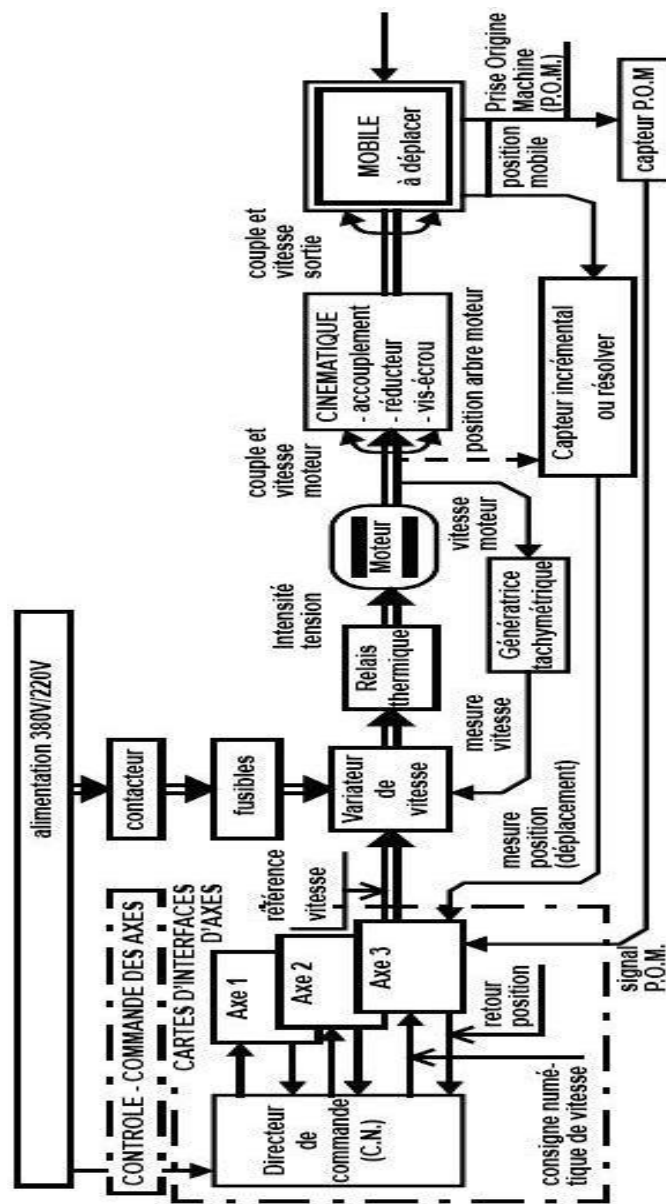 alimentation 380V/220V
CONTROLE - COMMANDE DES AXES
contacteur
fusibles
CARTES D'INTERFACES
D'AXES
Axe 1
Axe 2
Axe 3
Directeur
de
commande
(C.N.)
référence
vitesse
Variateur
de
vitesse
Relais
thermique
Intensité
tension
Moteur
couple et
vitesse
moteur
CINEMATIQUE
- accouplement
- réducteur
- vis-écrou
couple et
vitesse
sortie
MOBILE
à déplacer
mesure
vitesse
Génératrice
tachymétrique
vitesse
moteur
position arbre moteur
position
mobile
Prise Origine
Machine
(P.O.M.)
Capteur incrémental
ou résolver
capteur P.O.M
mesure
position
(déplacement)
retour
position
consigne numé-
tique de vitesse
signal
P.O.M.